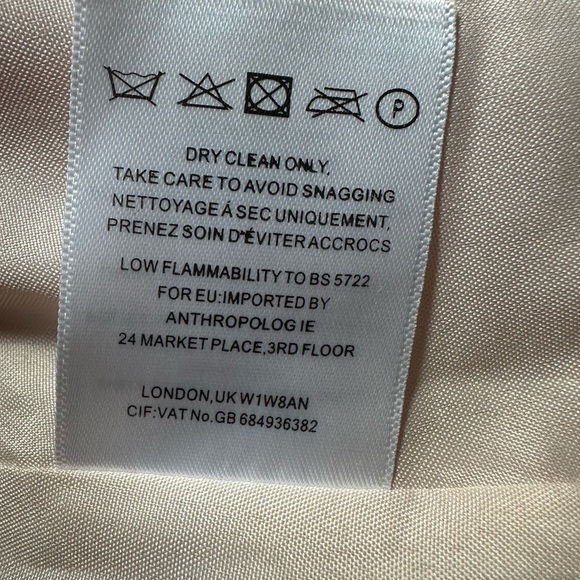 P
DRY CLEAN ONLY,
TAKE CARE TO AVOID SNAGGING
NETTOYAGE Á SEC UNIQUEMENT,
PRENEZ SOIN D'ÉVITER ACCROCS
LOW FLAMMABILITY TO BS 5722
FOR EU:IMPORTED BY
ANTHROPOLOG IE
24 MARKET PLACE,3RD FLOOR
LONDON,UK W1W8AN
CIF:VAT No.GB 684936382